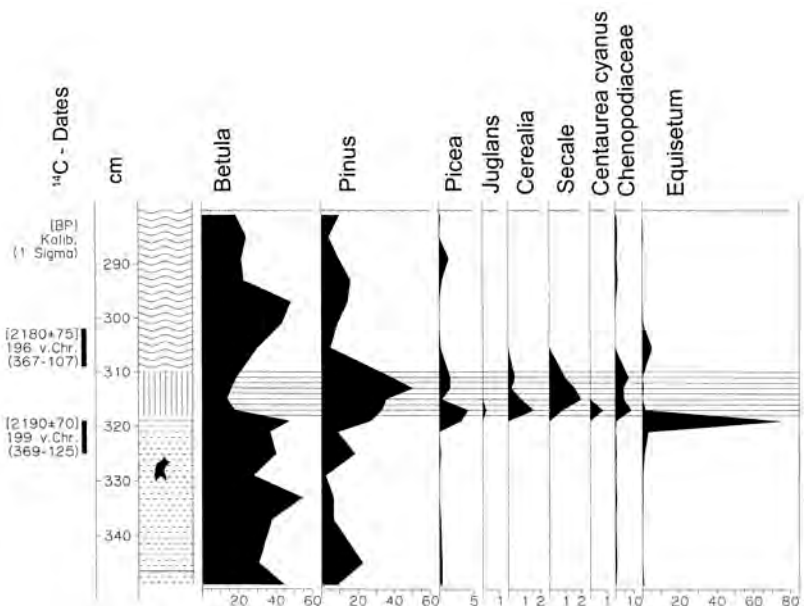 ¹⁴C - Dates
cm
Betula
Pinus
Picea
Juglans
Cerealia
Secale
Centaurea cyanus
Chenopodiaceae
Equisetum
[BP]
Kalib.
(1 Sigma)
[2180±75]
196 v.Chr.
(367-107)
[2190±70]
199 v.Chr.
(369-125)
290
300
310
320
330
340
20 40 60 20 40 60 5 1 1 2 1 2 1 10 20 40 60 80